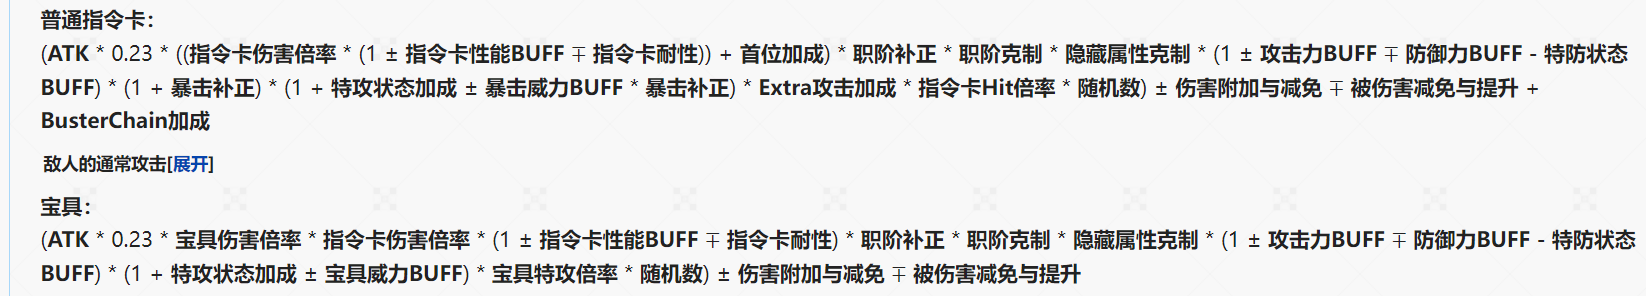 普通指令卡：
(ATK * 0.23 * ((指令卡伤害倍率 * (1 ± 指令卡性能BUFF ∓ 指令卡耐性)) + 首位加成) * 职阶补正 * 职阶克制 * 隐藏属性克制 * (1 ± 攻击力BUFF ∓ 防御力BUFF - 特防状态
BUFF) * (1 + 暴击补正) * (1 + 特攻状态加成 ± 暴击威力BUFF * 暴击补正) * Extra攻击加成 * 指令卡Hit倍率 * 随机数) ± 伤害附加与减免 ∓ 被伤害减免与提升 +
BusterChain加成
敌人的通常攻击[展开]
宝具：
(ATK * 0.23 * 宝具伤害倍率 * 指令卡伤害倍率 * (1 ± 指令卡性能BUFF ∓ 指令卡耐性) * 职阶补正 * 职阶克制 * 隐藏属性克制 * (1 ± 攻击力BUFF ∓ 防御力BUFF - 特防状态
BUFF) * (1 + 特攻状态加成 ± 宝具威力BUFF) * 宝具特攻倍率 * 随机数) ± 伤害附加与减免 ∓ 被伤害减免与提升